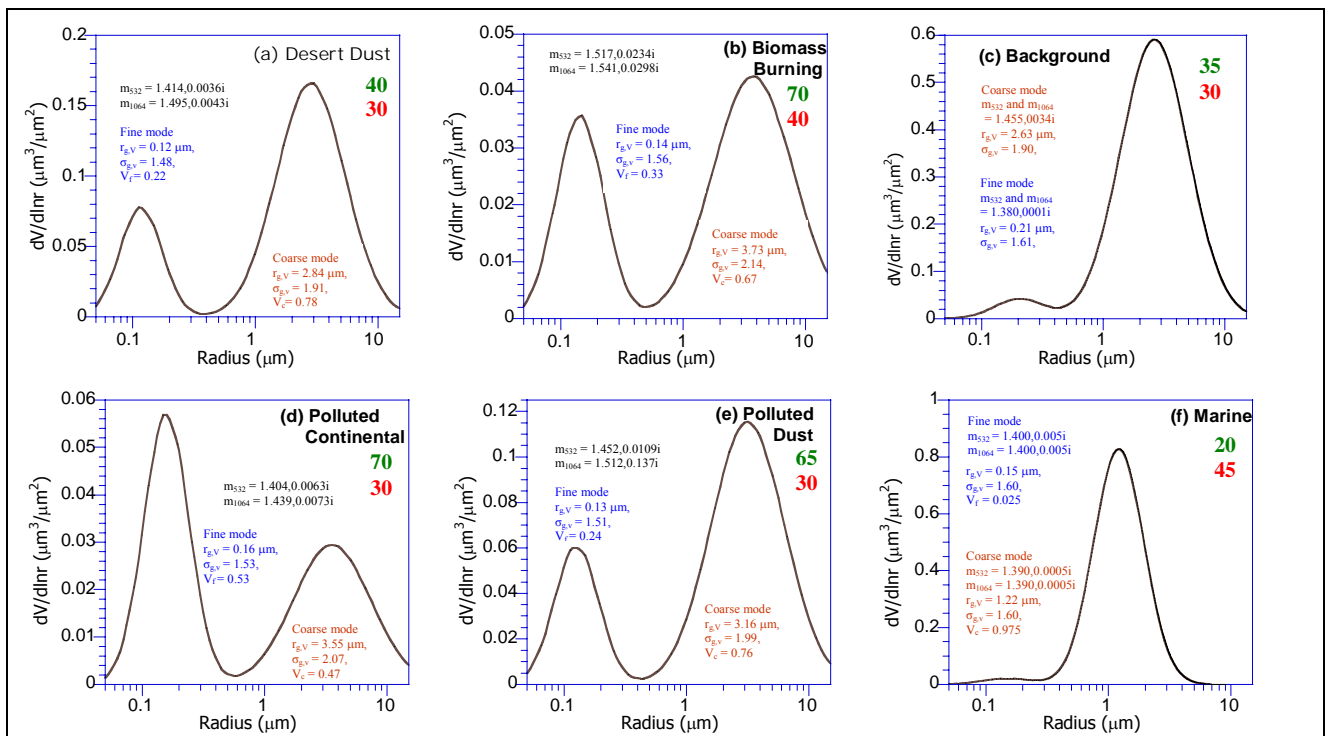 (a) Desert Dust
40
30
m532 = 1.414,0.0036i
m1064 = 1.495,0.0043i
Fine mode
rg,V = 0.12 μm,
σg,v = 1.48,
Vf = 0.22
Coarse mode
rg,V = 2.84 μm,
σg,v = 1.91,
Vc= 0.78
dV/dlnr (μm3/μm2)
0.2
0.15
0.1
0.05
0
0.1
1
10
Radius (μm)
(b) Biomass
Burning
70
40
m532 = 1.517,0.0234i
m1064 = 1.541,0.0298i
Fine mode
rg,V = 0.14 μm,
σg,v = 1.56,
Vf = 0.33
Coarse mode
rg,V = 3.73 μm,
σg,v = 2.14,
Vc= 0.67
dV/dlnr (μm3/μm2)
0.06
0.04
0.02
0
0.1
1
10
Radius (μm)
(c) Background
35
30
Coarse mode
m532 and m1064
= 1.455,0034i
rg,V = 2.63 μm,
σg,v = 1.90,
Fine mode
m532 and m1064
= 1.380,0001i
rg,V = 0.21 μm,
σg,v = 1.61,
dV/dlnr (μm3/μm2)
0.6
0.5
0.4
0.3
0.2
0.1
0
0.1
1
10
Radius (μm)
(d) Polluted
Continental
70
30
m532 = 1.404,0.0063i
m1064 = 1.439,0.0073i
Fine mode
rg,V = 0.16 μm,
σg,v = 1.53,
Vf = 0.53
Coarse mode
rg,V = 3.55 μm,
σg,v = 2.07,
Vc = 0.47
dV/dlnr (μm3/μm2)
0.06
0.05
0.04
0.03
0.02
0.01
0
0.1
1
10
Radius (μm)
(e) Polluted
Dust
65
30
m532 = 1.452,0.0109i
m1064 = 1.512,0.137i
Fine mode
rg,V = 0.13 μm,
σg,v = 1.51,
Vf = 0.24
Coarse mode
rg,V = 3.16 μm,
σg,v = 1.99,
Vc = 0.76
dV/dlnr (μm3/μm2)
0.12
0.1
0.08
0.06
0.04
0.02
0
0.1
1
10
Radius (μm)
(f) Marine
20
45
Fine mode
m532 = 1.400,0.005i
m1064 = 1.400,0.005i
rg,V = 0.15 μm,
σg,v = 1.60,
Vf = 0.025
Coarse mode
m532 = 1.390,0.0005i
m1064 = 1.390,0.0005i
rg,V = 1.22 μm,
σg,v = 1.60,
Vc = 0.975
dV/dlnr (μm3/μm2)
1
0.8
0.6
0.4
0.2
0
0.1
1
10
Radius (μm)